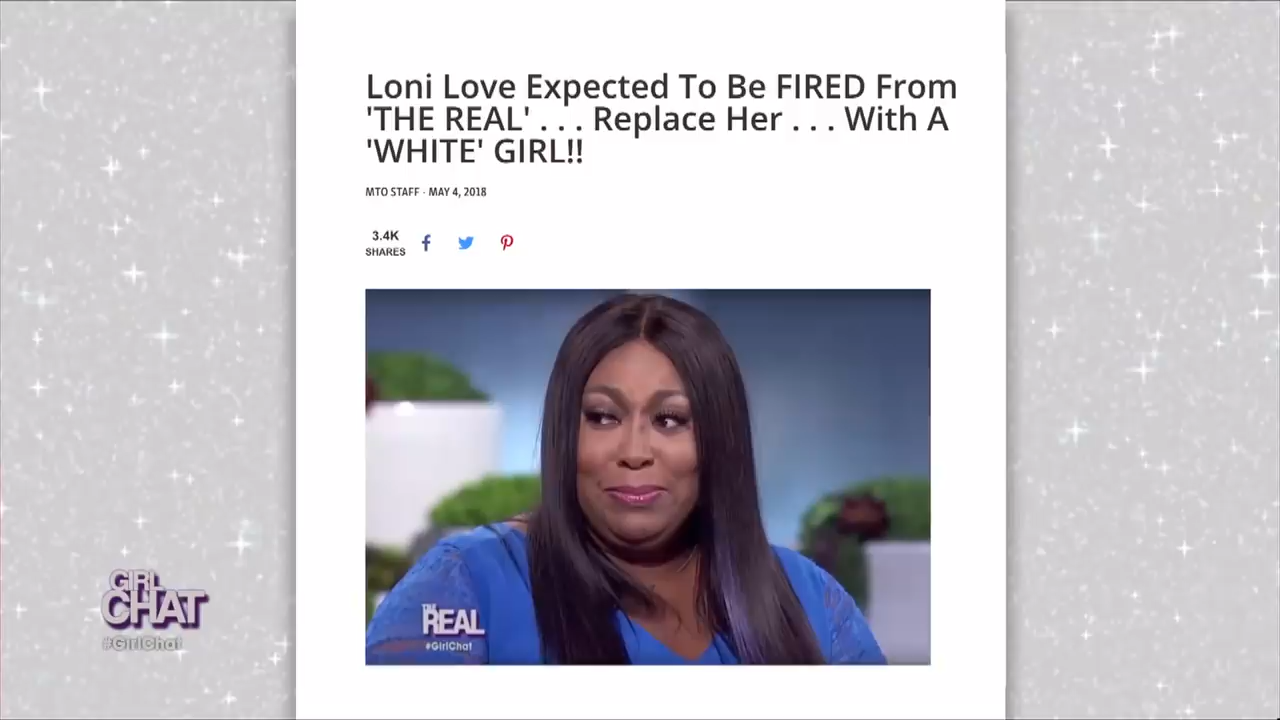 Loni Love Expected To Be FIRED From
'THE REAL' . . . Replace Her . . . With A
'WHITE' GIRL!!
MTO STAFF · MAY 4, 2018
3.4K
SHARES
THE
REAL
#GirlChat
GIRL
CHAT
#GirlChat